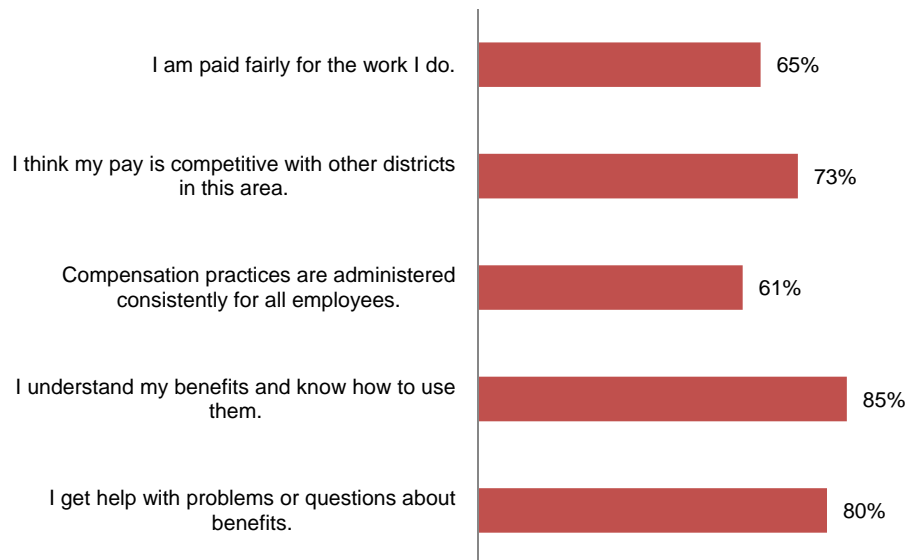 I am paid fairly for the work I do.
65%
I think my pay is competitive with other districts
in this area.
73%
Compensation practices are administered
consistently for all employees.
61%
I understand my benefits and know how to use
them.
85%
I get help with problems or questions about
benefits.
80%